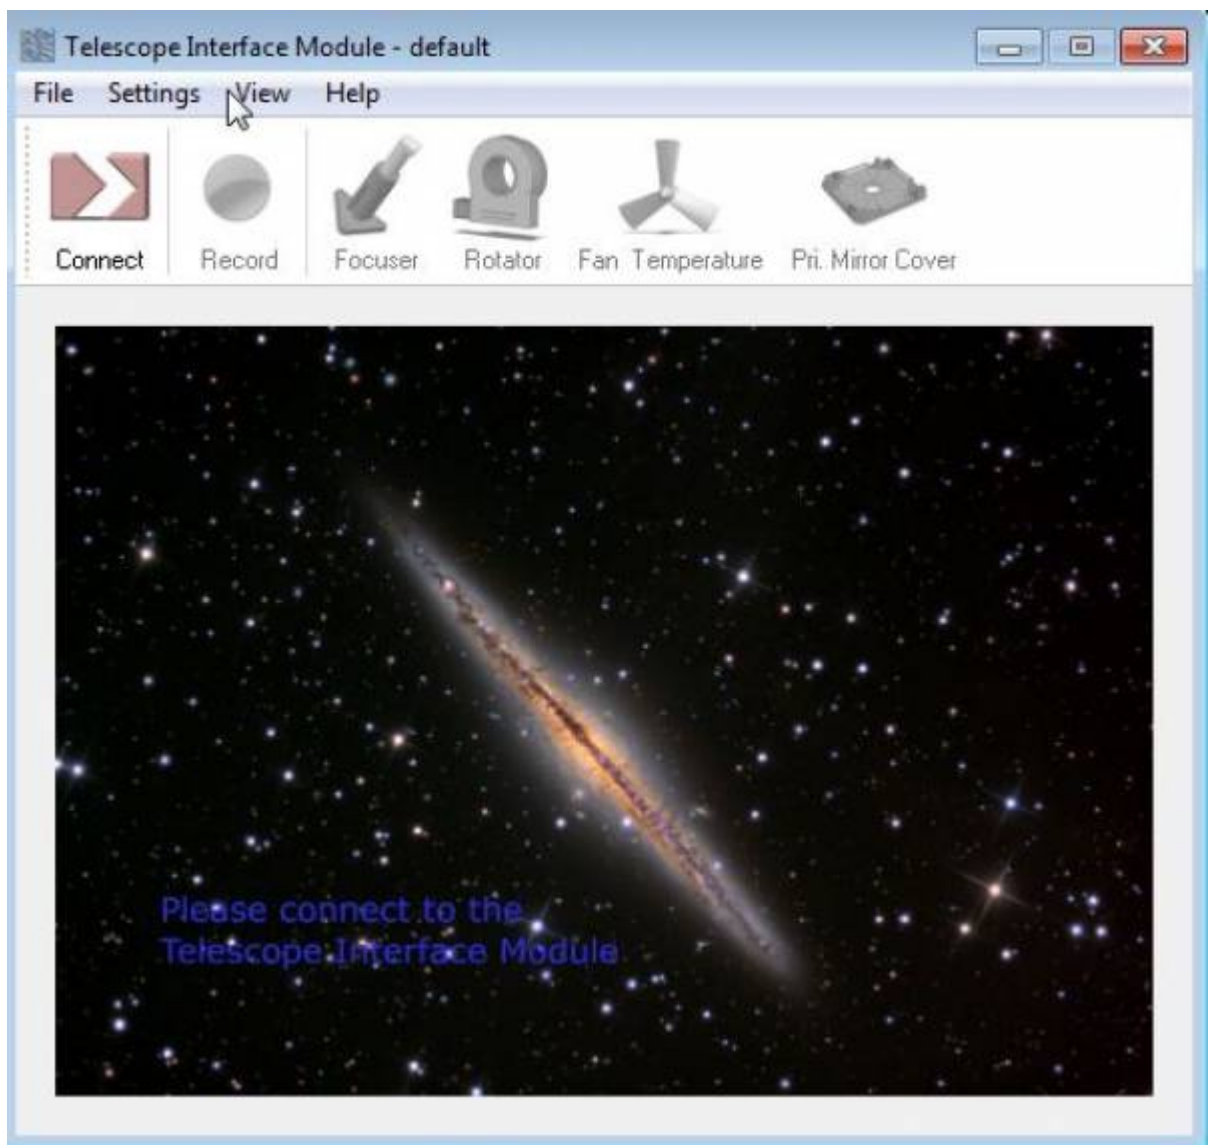 Telescope Interface Module - default
File Settings View Help
Connect Record Focuser Rotator Fan Temperature Pri. Mirror Cover
Please connect to the
Telescope Interface Module